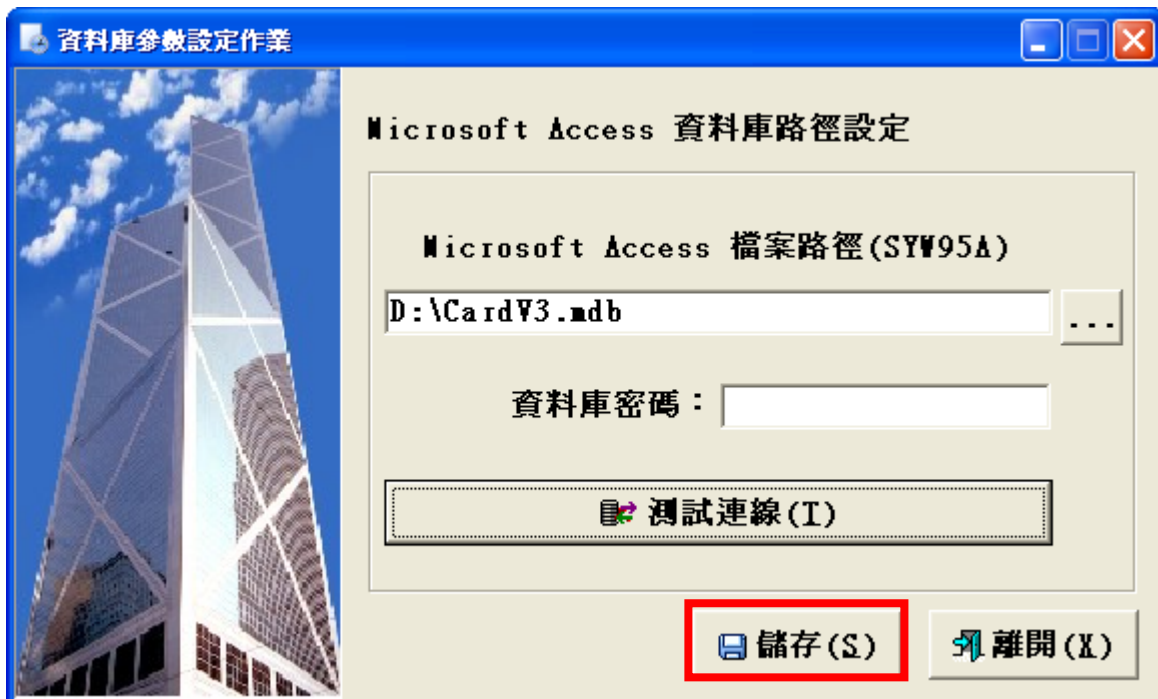 資料庫參數設定作業
Microsoft Access 資料庫路徑設定
Microsoft Access 檔案路徑(SYW95A)
D:\CardV3.mdb
...
資料庫密碼：
測試連線(T)
儲存(S)
離開(X)